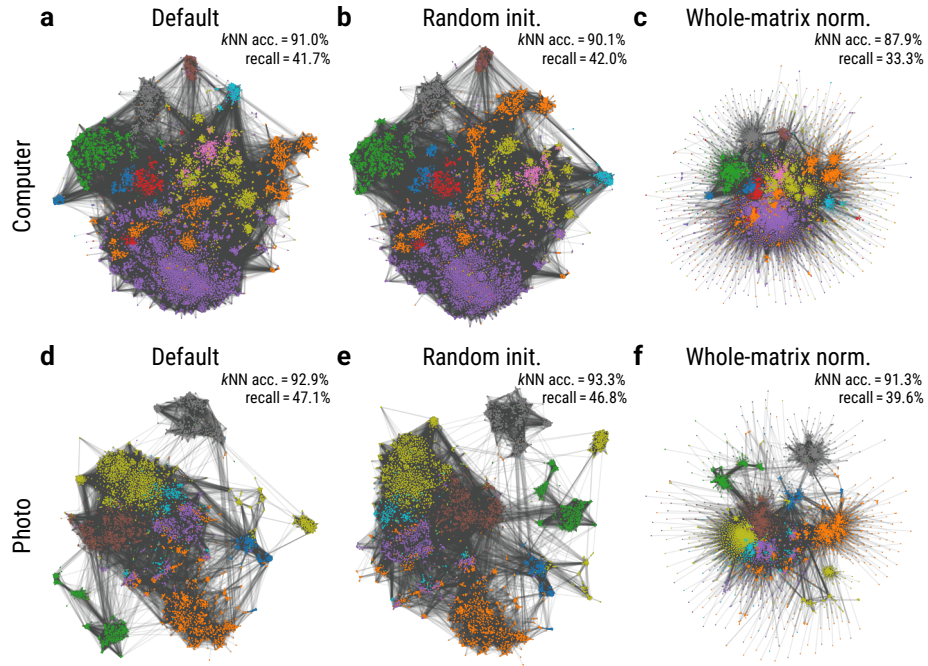 a Default
kNN acc. = 91.0%
recall = 41.7%
b Random init.
kNN acc. = 90.1%
recall = 42.0%
c Whole-matrix norm.
kNN acc. = 87.9%
recall = 33.3%
Computer
d Default
kNN acc. = 92.9%
recall = 47.1%
e Random init.
kNN acc. = 93.3%
recall = 46.8%
f Whole-matrix norm.
kNN acc. = 91.3%
recall = 39.6%
Photo